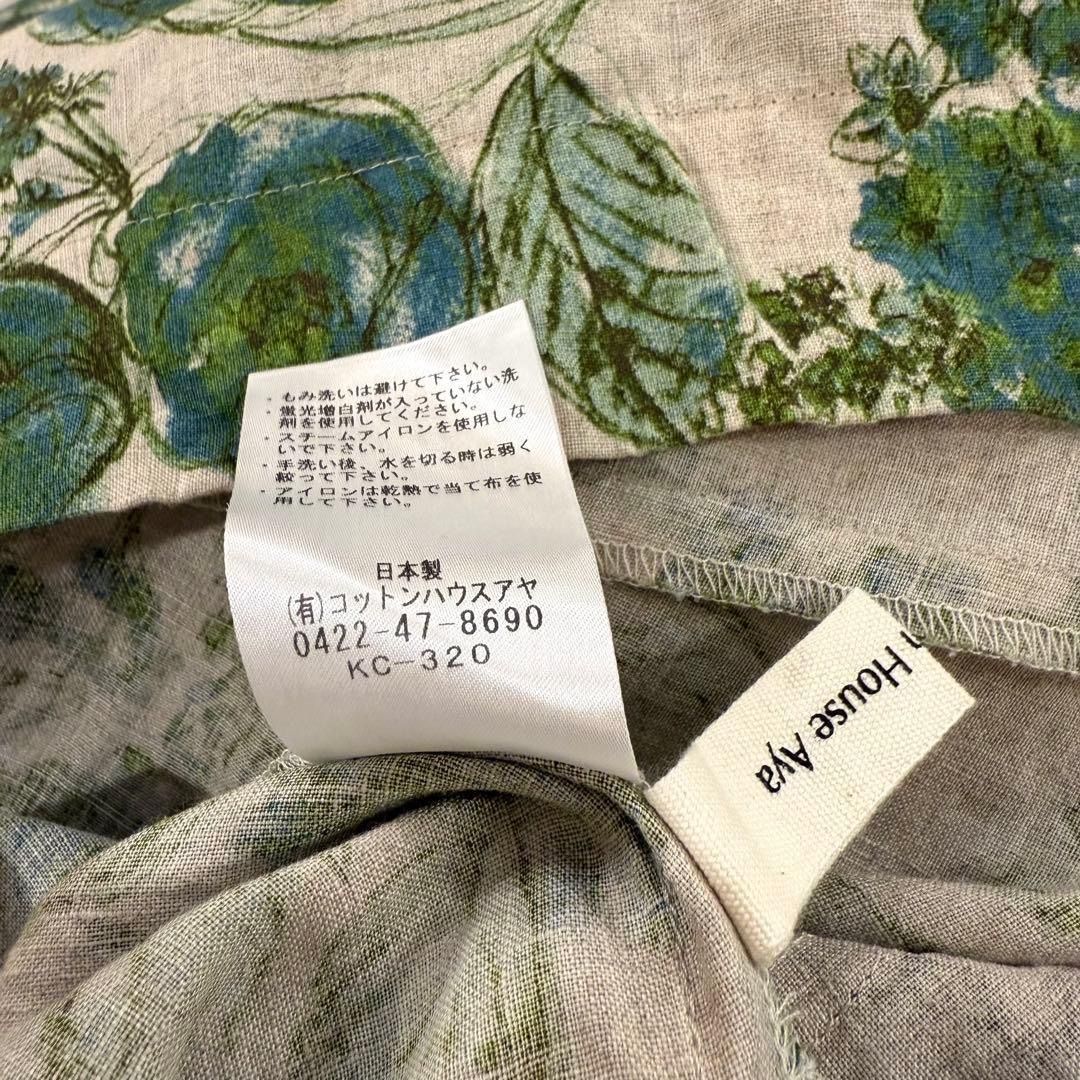 ・もみ洗いは避けて下さい。
・蛍光増白剤が入っていない洗
剤を使用してください。
・スチームアイロンを使用しな
いで下さい。
・手洗い後、水を切る時は弱く
絞って下さい。
・アイロンは乾熱で当て布を使
用して下さい。
日本製
(有)コットンハウスアヤ
0422-47-8690
KC-320
n House Aya